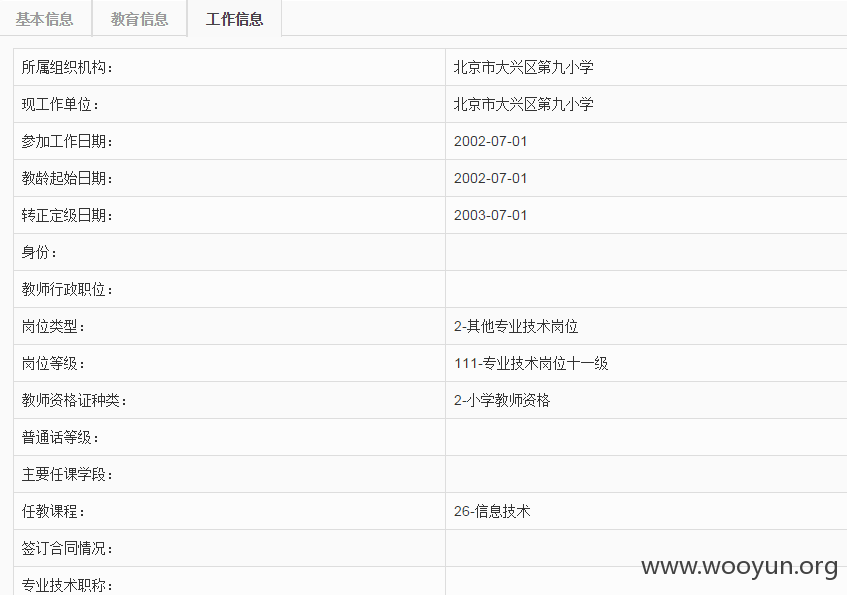 基本信息 教育信息 工作信息
所属组织机构： 北京市大兴区第九小学
现工作单位： 北京市大兴区第九小学
参加工作日期： 2002-07-01
教龄起始日期： 2002-07-01
转正定级日期： 2003-07-01
身份：
教师行政职位：
岗位类型： 2-其他专业技术岗位
岗位等级： 111-专业技术岗位十一级
教师资格证种类： 2-小学教师资格
普通话等级：
主要任课学段：
任教课程： 26-信息技术
签订合同情况：
专业技术职称：
www.wooyun.org